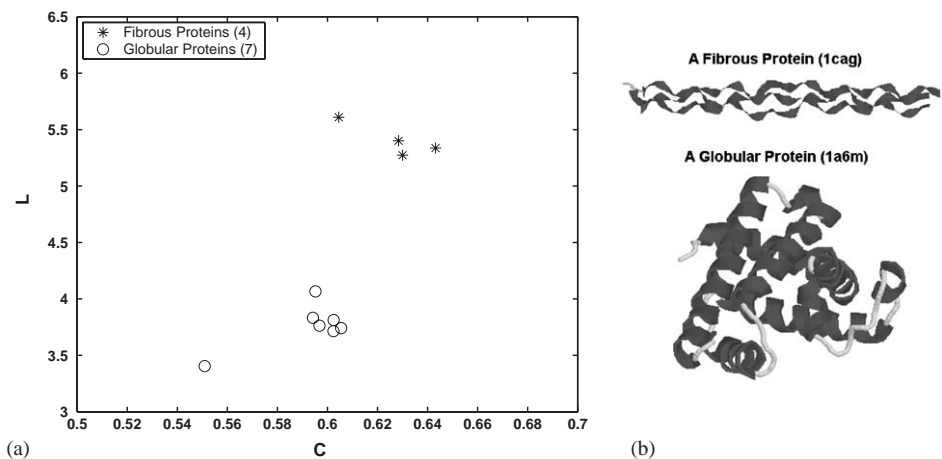 6.5
6
5.5
5
4.5
4
3.5
3
L
Fibrous Proteins (4)
Globular Proteins (7)
0.5 0.52 0.54 0.56 0.58 0.6 0.62 0.64 0.66 0.68 0.7
C
(a)
A Fibrous Protein (1cag)
A Globular Protein (1a6m)
(b)